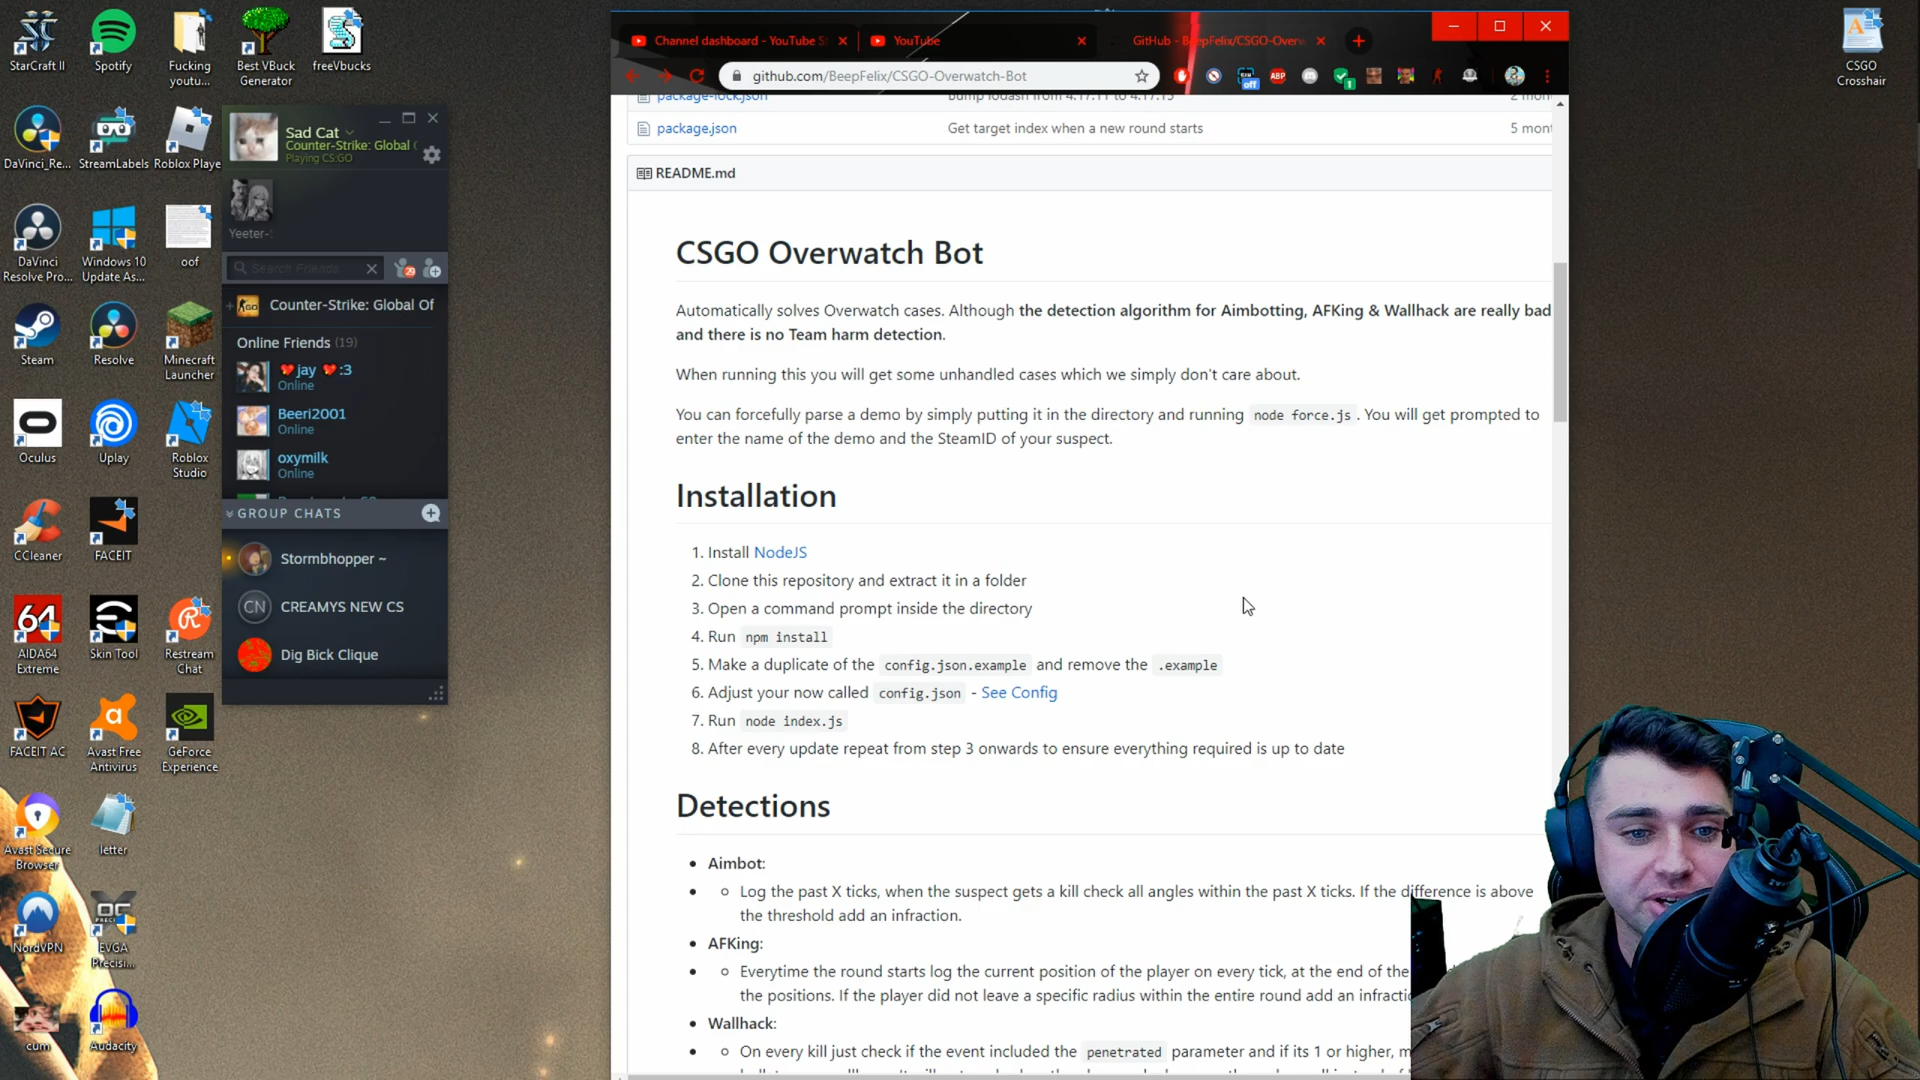 StarCraft II
Spotify
Fucking youtu...
Best VBuck Generator
freeVbucks
DaVinci_Re...
StreamLabels
Roblox Playe
DaVinci Resolve Pro...
Windows 10 Update As...
oof
Steam
Resolve
Minecraft Launcher
Oculus
Uplay
Roblox Studio
CCleaner
FACEIT
64
AIDA64 Extreme
Skin Tool
Restream Chat
FACEIT AC
Avast Free Antivirus
GeForce Experience
Avast Secure Browser
letter
NordVPN
EVGA Precisi...
cum
Audacity
CSGO Crosshair
Sad Cat
Counter-Strike: Global
Playing CS:GO
Yeeter-
Search Friends
29
Counter-Strike: Global Of
Online Friends (19)
jay :3
Online
Beeri2001
Online
oxymilk
Online
GROUP CHATS
Stormbhopper ~
CN CREAMYS NEW CS
Dig Bick Clique
Channel dashboard - YouTube S
YouTube
GitHub - BeepFelix/CSGO-Overw
github.com/BeepFelix/CSGO-Overwatch-Bot
off
ABP
1
package-lock.json Bump lodash from 4.17.11 to 4.17.15 2 mon
package.json Get target index when a new round starts 5 mont
README.md
CSGO Overwatch Bot
Automatically solves Overwatch cases. Although the detection algorithm for Aimbotting, AFKing & Wallhack are really bad
and there is no Team harm detection.
When running this you will get some unhandled cases which we simply don't care about.
You can forcefully parse a demo by simply putting it in the directory and running node force.js. You will get prompted to
enter the name of the demo and the SteamID of your suspect.
Installation
1. Install NodeJS
2. Clone this repository and extract it in a folder
3. Open a command prompt inside the directory
4. Run npm install
5. Make a duplicate of the config.json.example and remove the .example
6. Adjust your now called config.json - See Config
7. Run node index.js
8. After every update repeat from step 3 onwards to ensure everything required is up to date
Detections
Aimbot:
Log the past X ticks, when the suspect gets a kill check all angles within the past X ticks. If the difference is above
the threshold add an infraction.
AFKing:
Everytime the round starts log the current position of the player on every tick, at the end of the
the positions. If the player did not leave a specific radius within the entire round add an infractio
Wallhack:
On every kill just check if the event included the penetrated parameter and if its 1 or higher, m